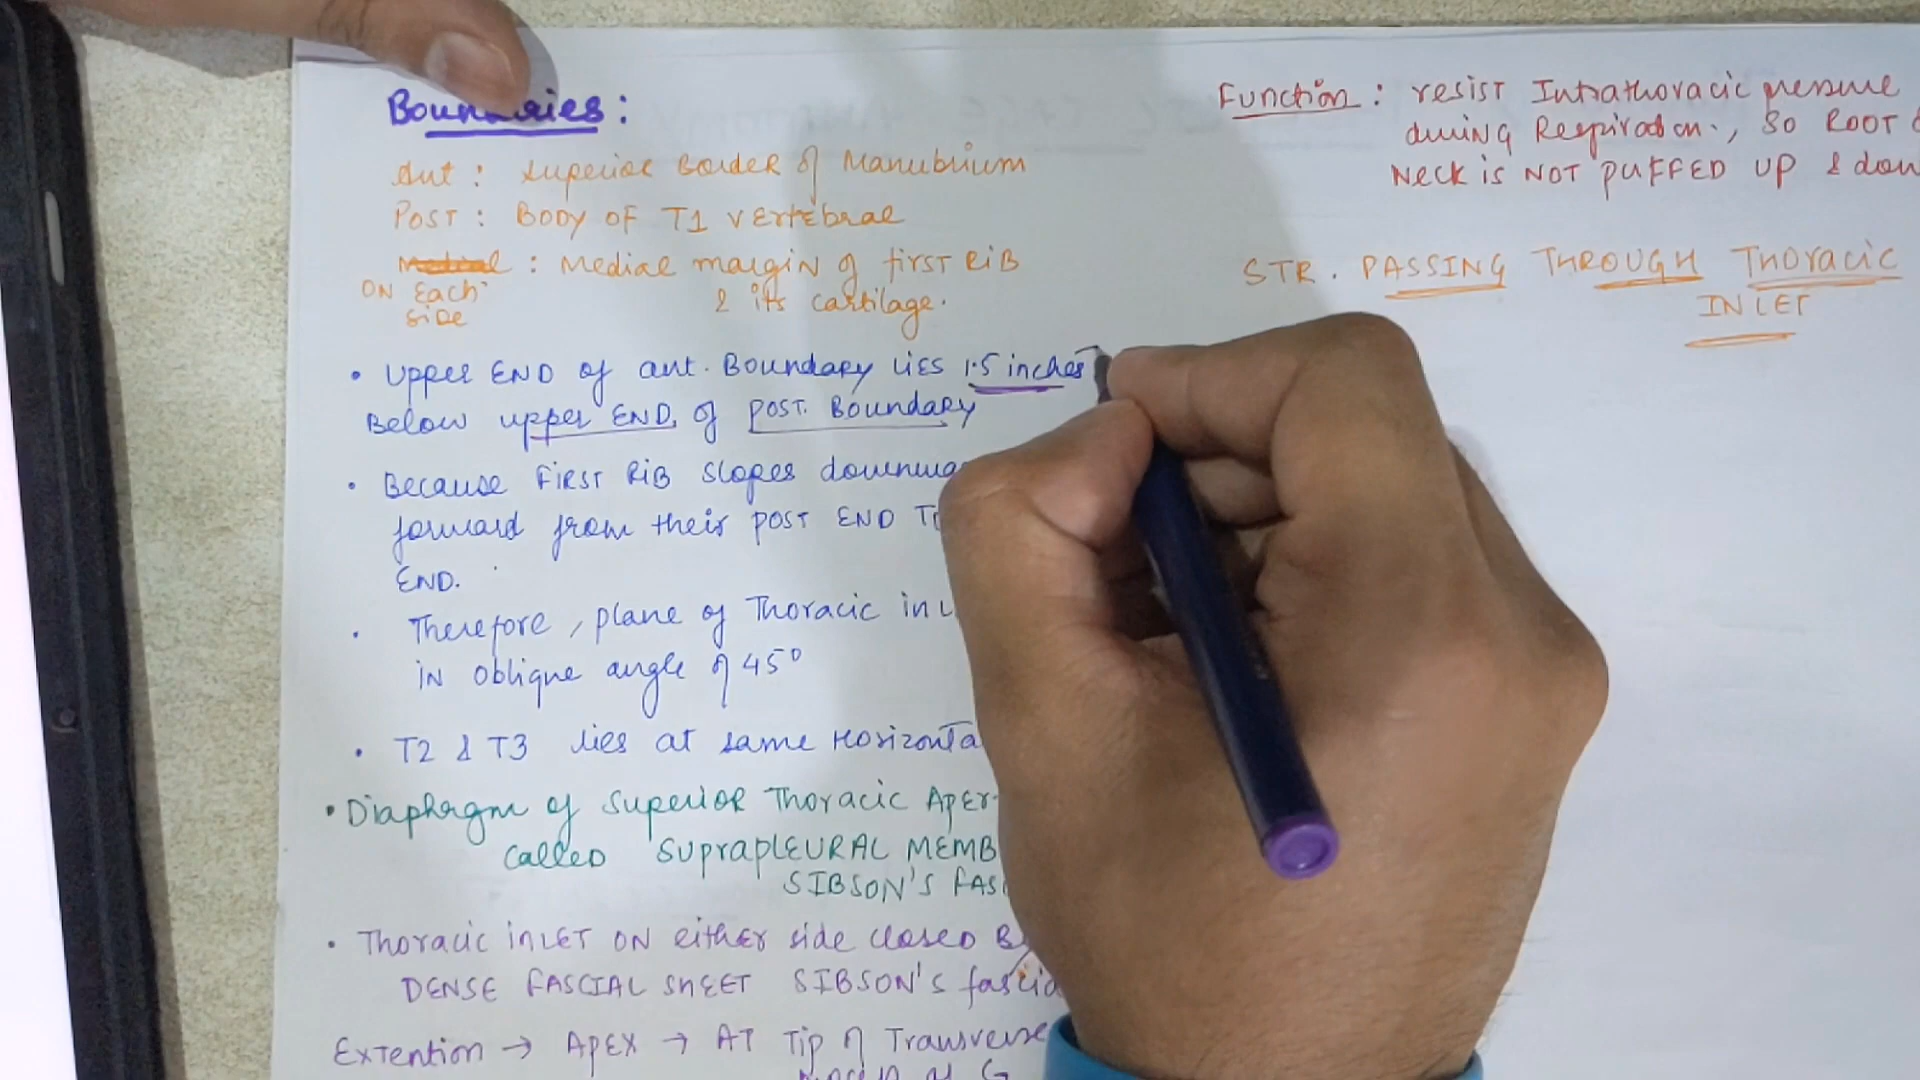 Boundaries:
Ant: superior Border of Manubrium
POST: BODY OF T1 vertebrae
: Medial margin of first RiB
ON Each side
& its cartilage.
• Upper END of ant. Boundary lies 1.5 inches
Below upper END of POST. Boundary
• Because FIRST RiB slopes downwa
forward from their post END TO
END.
• Therefore, plane of Thoracic inL
iN oblique angle of 45°
• T2 & T3 lies at same Horizonta
• Diaphragm of superior Thoracic Aper
called SUPRAPLEURAL MEMB
SIBSON'S FAS
• Thoracic inLET ON either side closed By
DENSE FASCIAL SHEET SIBSON'S fascia
Extention → APEX → AT Tip of Transverse
Function: resist Intrathoracic pressure
during Respiration., so ROOT
Neck is NOT puffED up & dow
STR. PASSING THROUGH Thoracic
INLET